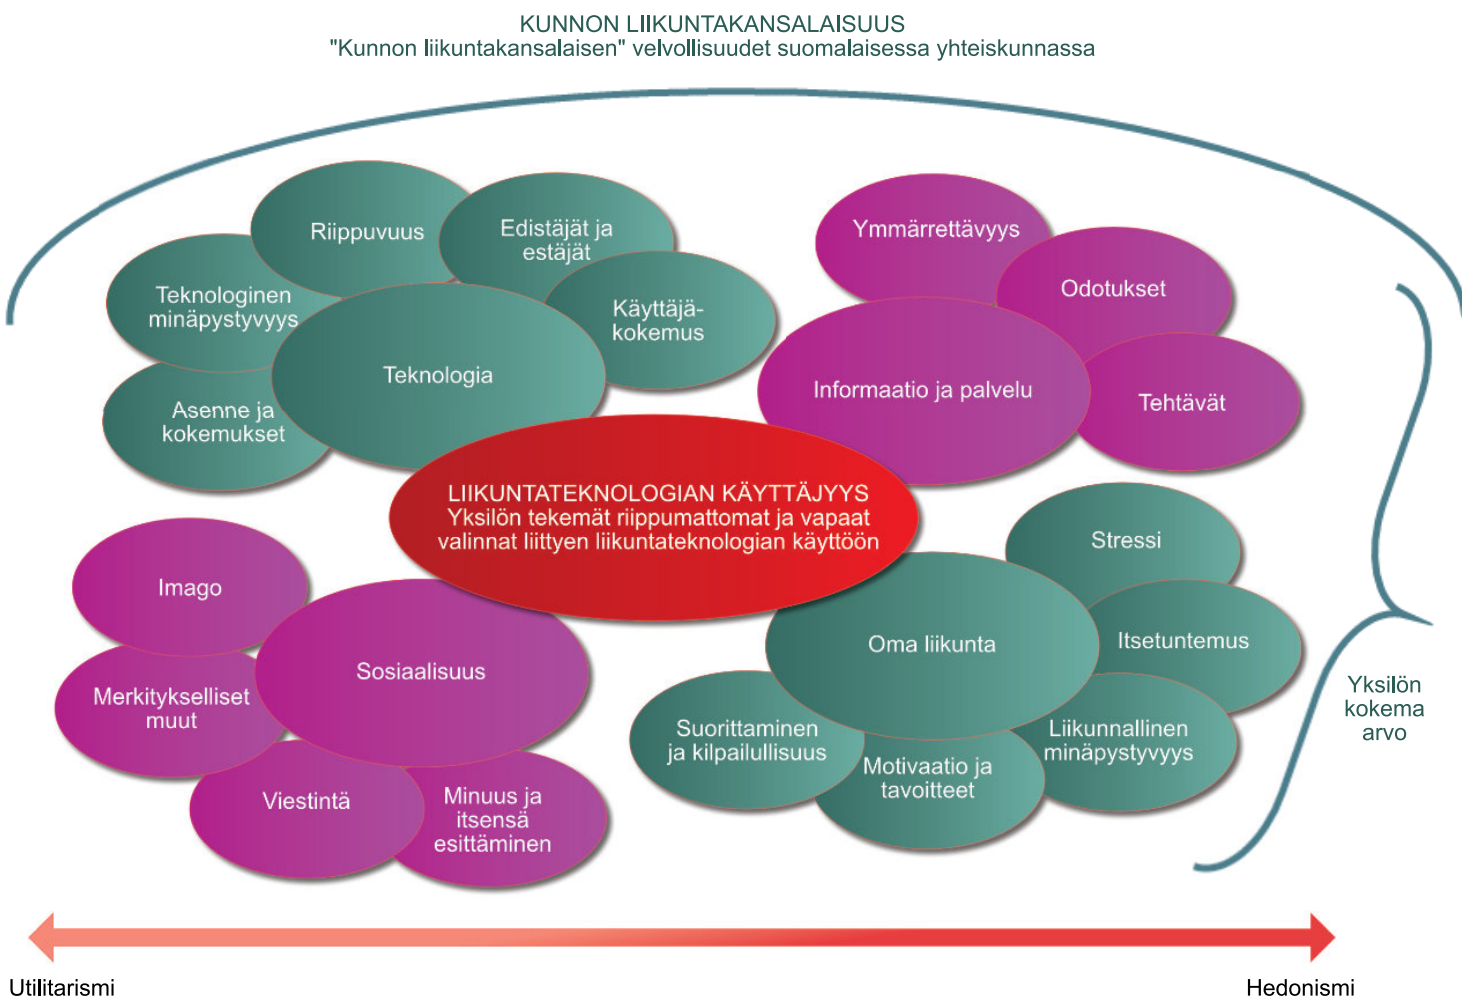 KUNNON LIIKUNTAKANSALAISUUS
"Kunnon liikuntakansalaisen" velvollisuudet suomalaisessa yhteiskunnassa
Riippuvuus
Edistäjät ja
estäjät
Teknologinen
minäpystyvyys
Käyttäjä-
kokemus
Teknologia
Asenne ja
kokemukset
Ymmärrettävyys
Odotukset
Informaatio ja palvelu
Tehtävät
LIIKUNTATEKNOLOGIAN KÄYTTÄJYYS
Yksilön tekemät riippumattomat ja vapaat
valinnat liittyen liikuntateknologian käyttöön
Imago
Sosiaalisuus
Merkitykselliset
muut
Viestintä
Minuus ja
itsensä
esittäminen
Stressi
Oma liikunta
Itsetuntemus
Suorittaminen
ja kilpailullisuus
Motivaatio ja
tavoitteet
Liikunnallinen
minäpystyvyys
Yksilön
kokema
arvo
Utilitarismi
Hedonismi